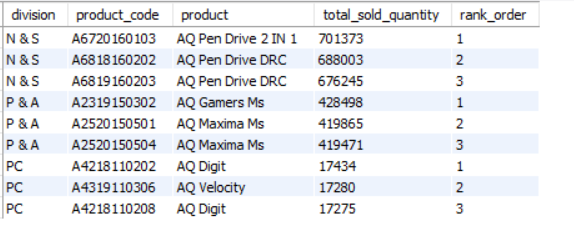 division product_code product total_sold_quantity rank_order
N & S A6720160103 AQ Pen Drive 2 IN 1 701373 1
N & S A6818160202 AQ Pen Drive DRC 688003 2
N & S A6819160203 AQ Pen Drive DRC 676245 3
P & A A2319150302 AQ Gamers Ms 428498 1
P & A A2520150501 AQ Maxima Ms 419865 2
P & A A2520150504 AQ Maxima Ms 419471 3
PC A4218110202 AQ Digit 17434 1
PC A4319110306 AQ Velocity 17280 2
PC A4218110208 AQ Digit 17275 3